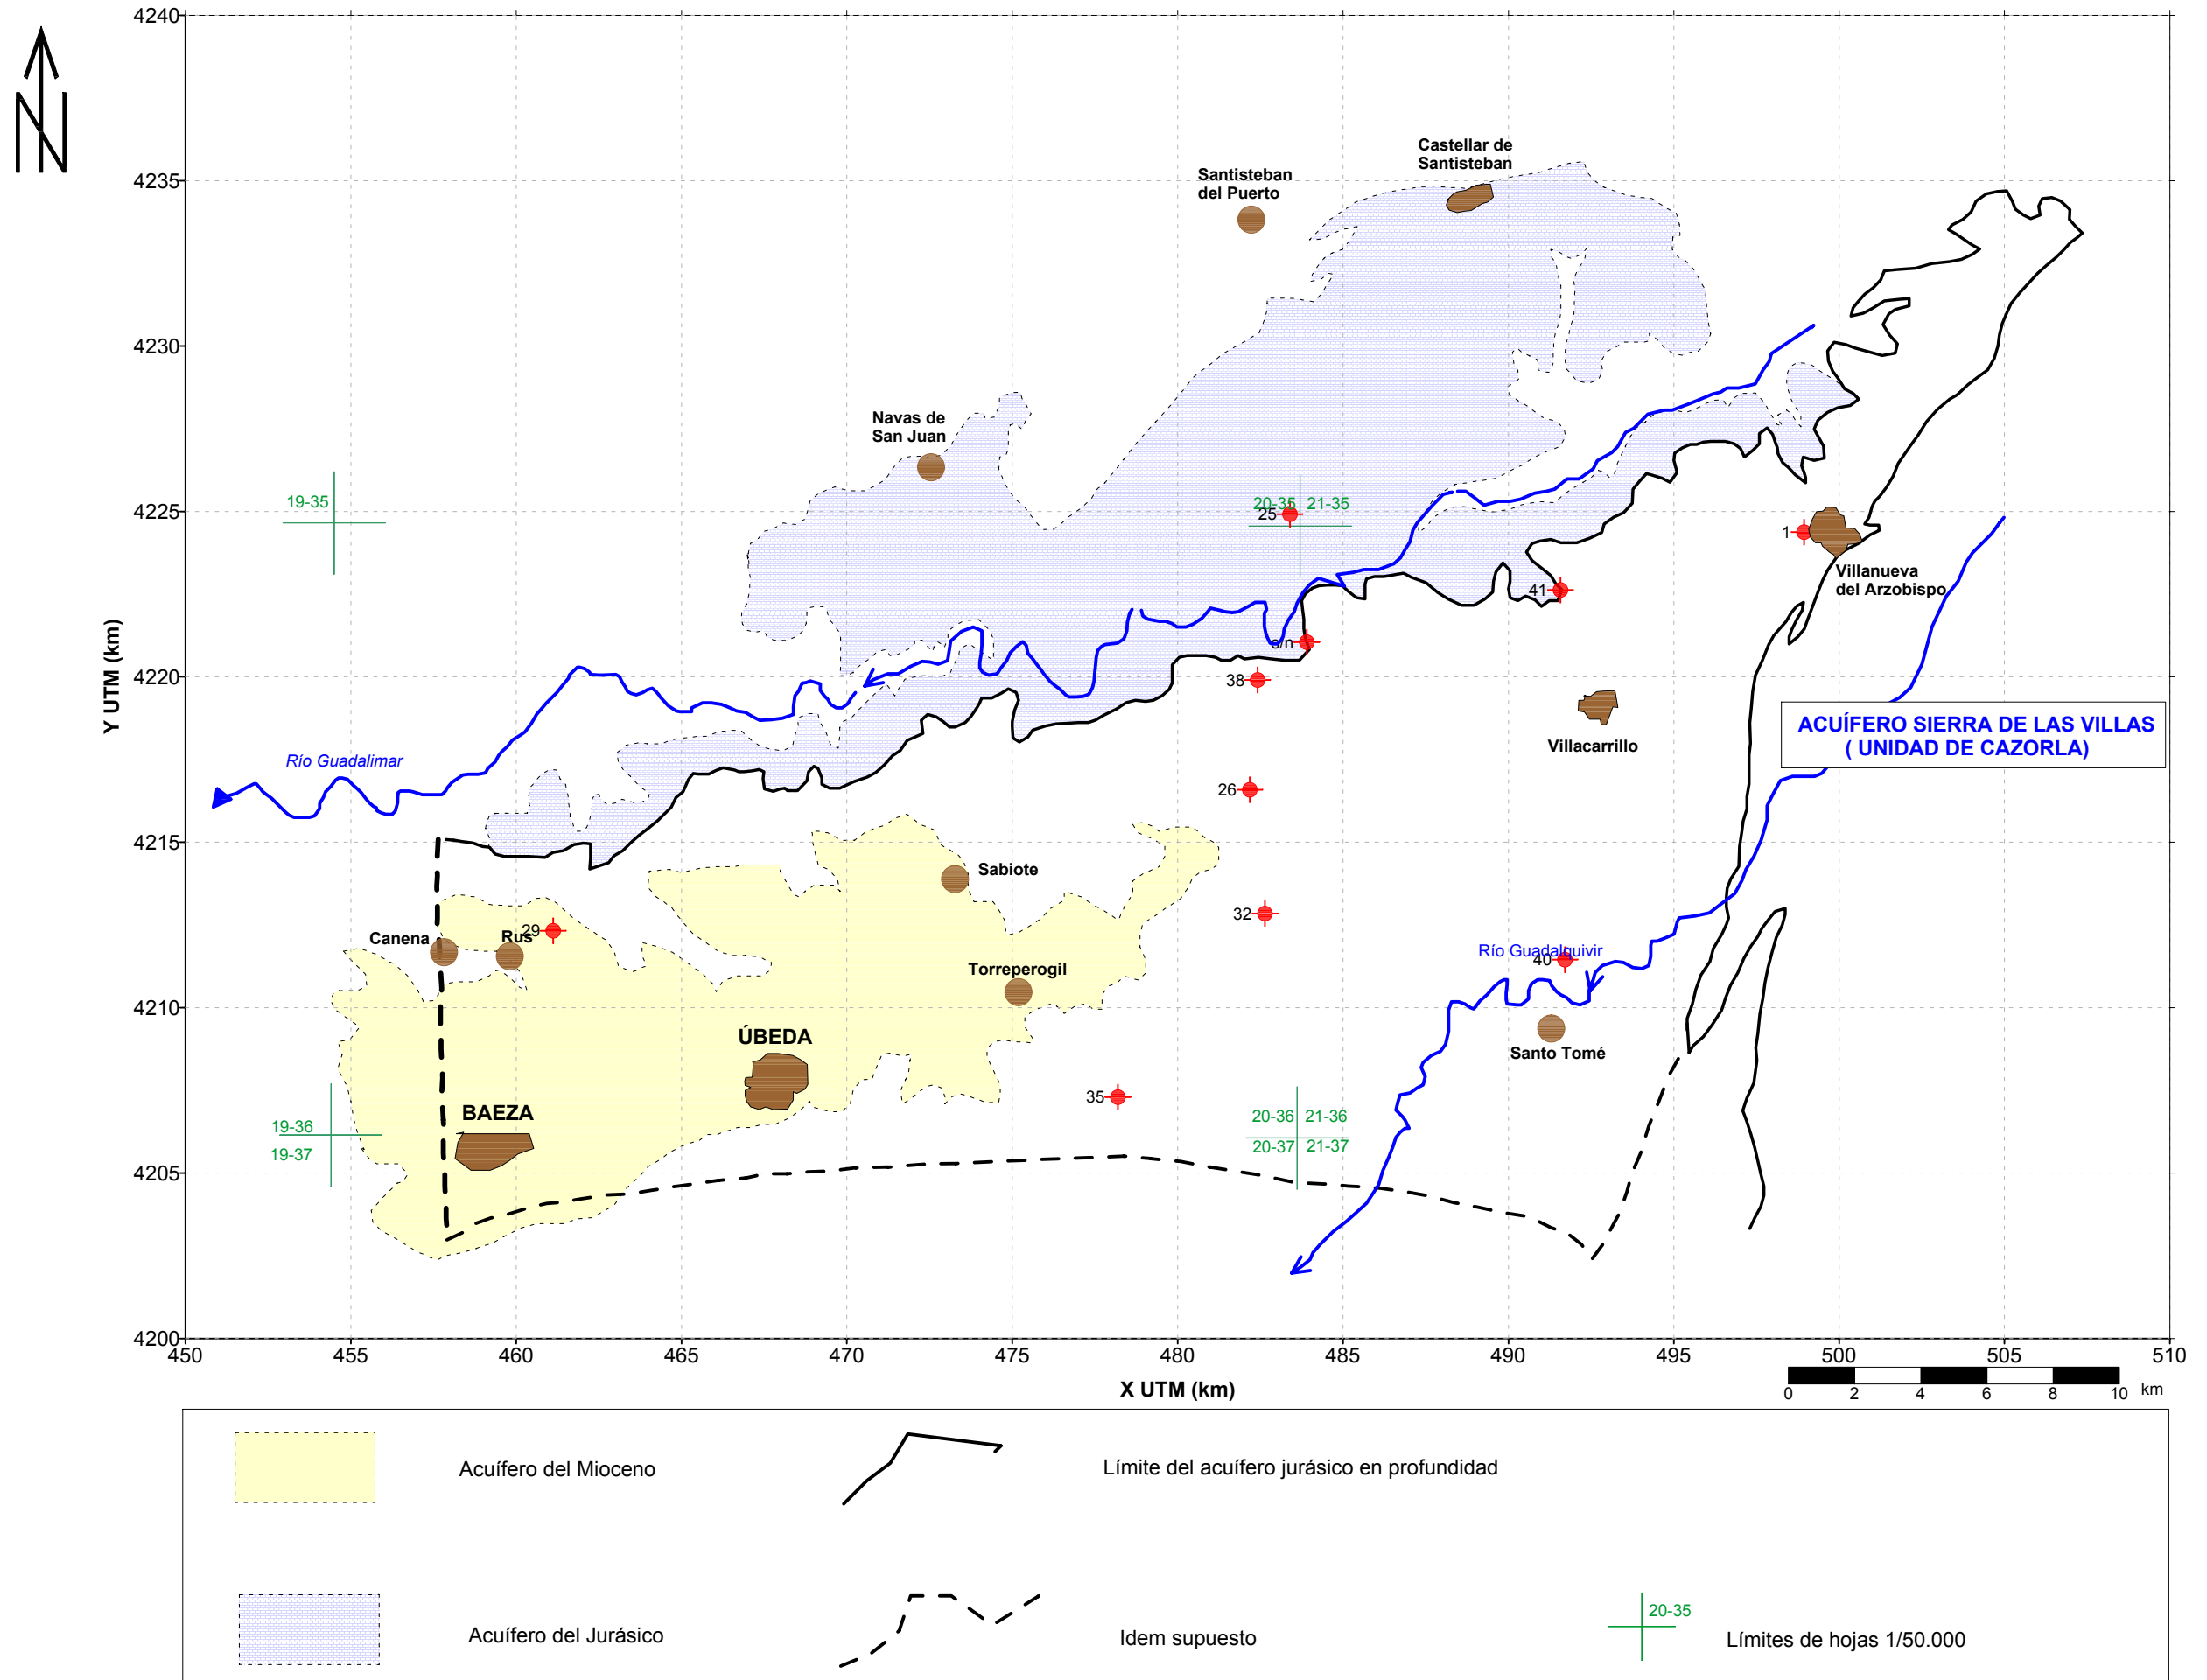 N
4240
4235
4230
4225
4220
4215
4210
4205
4200
Y UTM (km)
Castellar de
Santisteban
Santisteban
del Puerto
Navas de
San Juan
19-35
20-35
21-35
25
1
Villanueva
del Arzobispo
41
s/n
38
Villacarrillo
ACUÍFERO SIERRA DE LAS VILLAS
( UNIDAD DE CAZORLA)
Río Guadalimar
26
Sabiote
32
29
Rus
Canena
Torreperogil
Río Guadalquivir
40
Santo Tomé
ÚBEDA
35
BAEZA
19-36
19-37
20-36
21-36
20-37
21-37
450
455
460
465
470
475
480
485
490
495
500
505
510
X UTM (km)
0
2
4
6
8
10
km
Acuífero del Mioceno
Límite del acuífero jurásico en profundidad
Acuífero del Jurásico
Idem supuesto
20-35
Límites de hojas 1/50.000